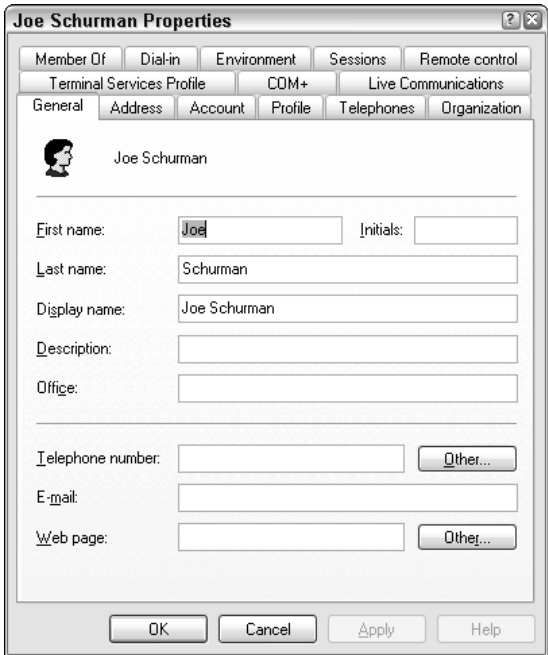 Joe Schurman Properties
Member Of Dial-in Environment Sessions Remote control
Terminal Services Profile COM+ Live Communications
General Address Account Profile Telephones Organization
Joe Schurman
First name: Joe Initials:
Last name: Schurman
Display name: Joe Schurman
Description:
Office:
Telephone number: Other...
E-mail:
Web page: Other...
OK Cancel Apply Help